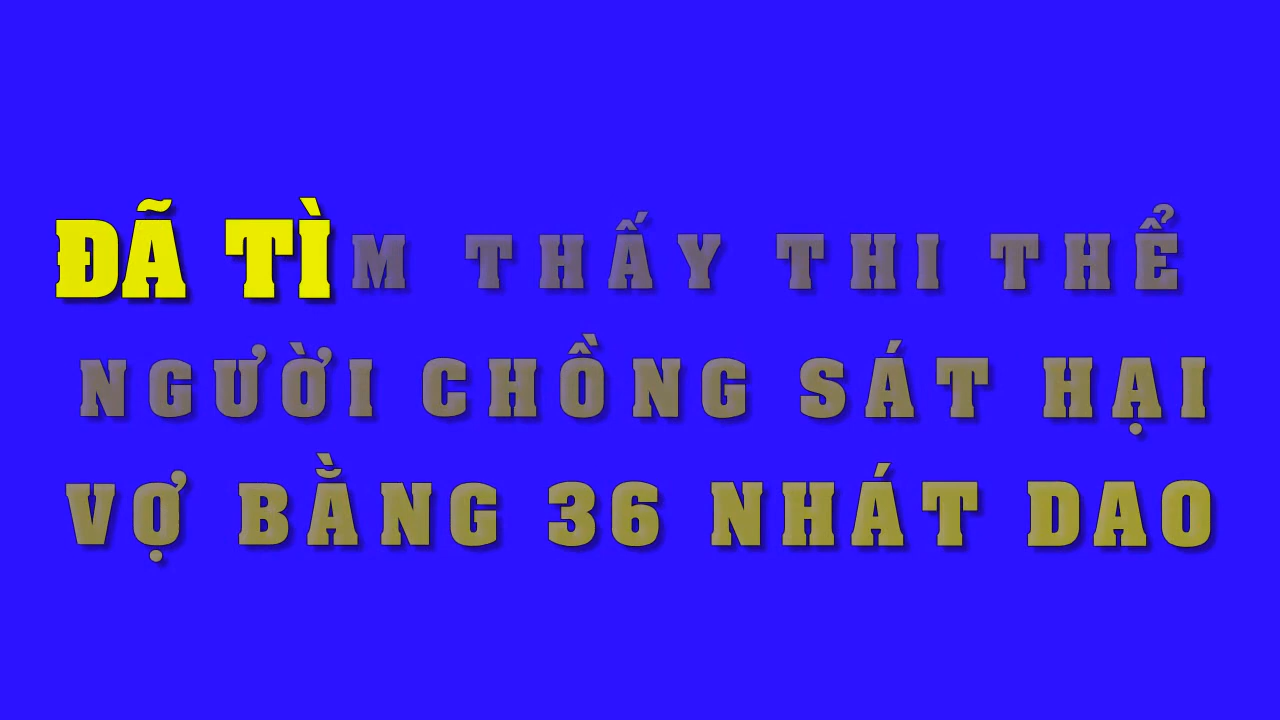 ĐÃ TÌM THẤY THI THỂ
NGƯỜI CHỒNG SÁT HẠI
VỢ BẰNG 36 NHÁT DAO